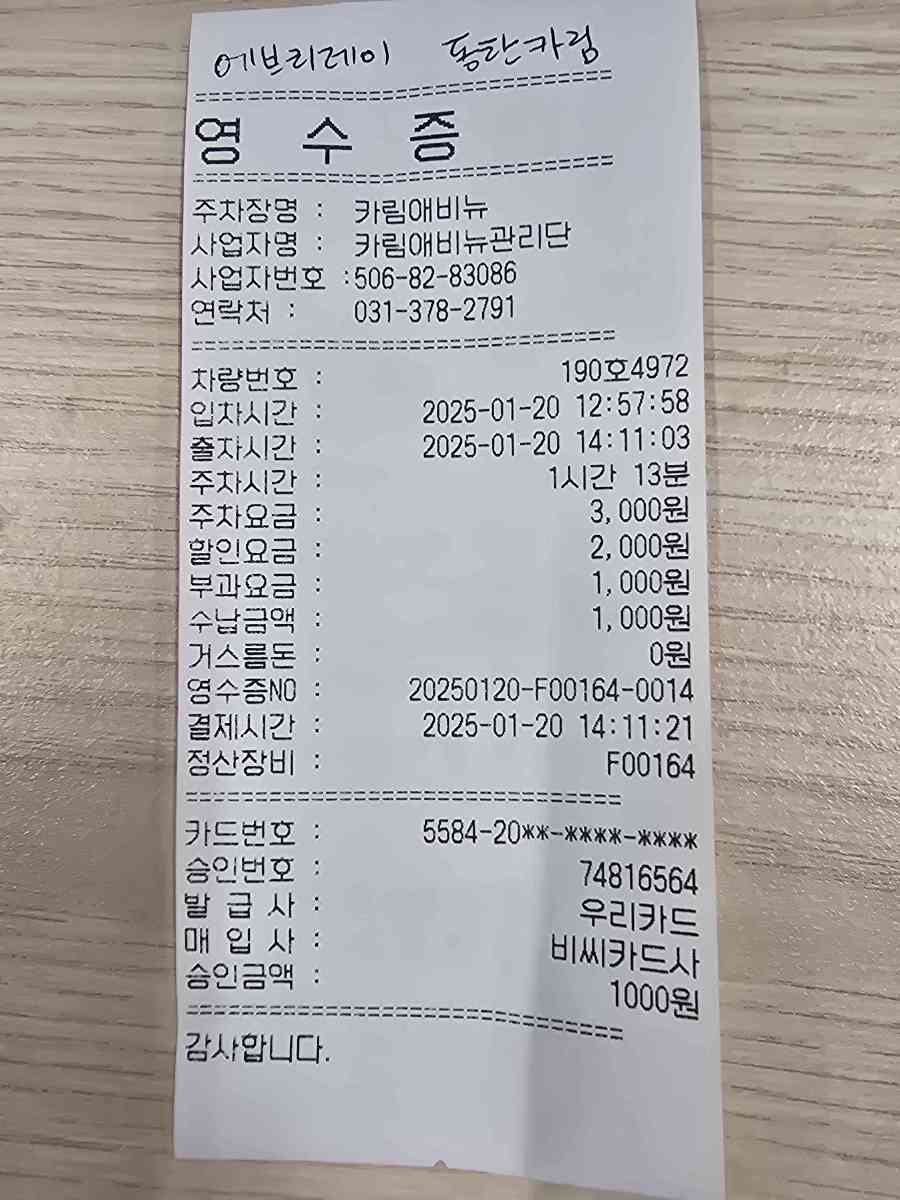 에브리데이 동탄카림
================================
영 수 증
================================
주차장명 : 카림애비뉴
사업자명 : 카림애비뉴관리단
사업자번호 :506-82-83086
연락처 : 031-378-2791
================================
차량번호 : 190호4972
입차시간 : 2025-01-20 12:57:58
출차시간 : 2025-01-20 14:11:03
주차시간 : 1시간 13분
주차요금 : 3,000원
할인요금 : 2,000원
부과요금 : 1,000원
수납금액 : 1,000원
거스름돈 : 0원
영수증NO : 20250120-F00164-0014
결제시간 : 2025-01-20 14:11:21
정산장비 : F00164
================================
카드번호 : 5584-20**-****-****
승인번호 : 74816564
발 급 사 : 우리카드
매 입 사 : 비씨카드사
승인금액 : 1000원
================================
감사합니다.